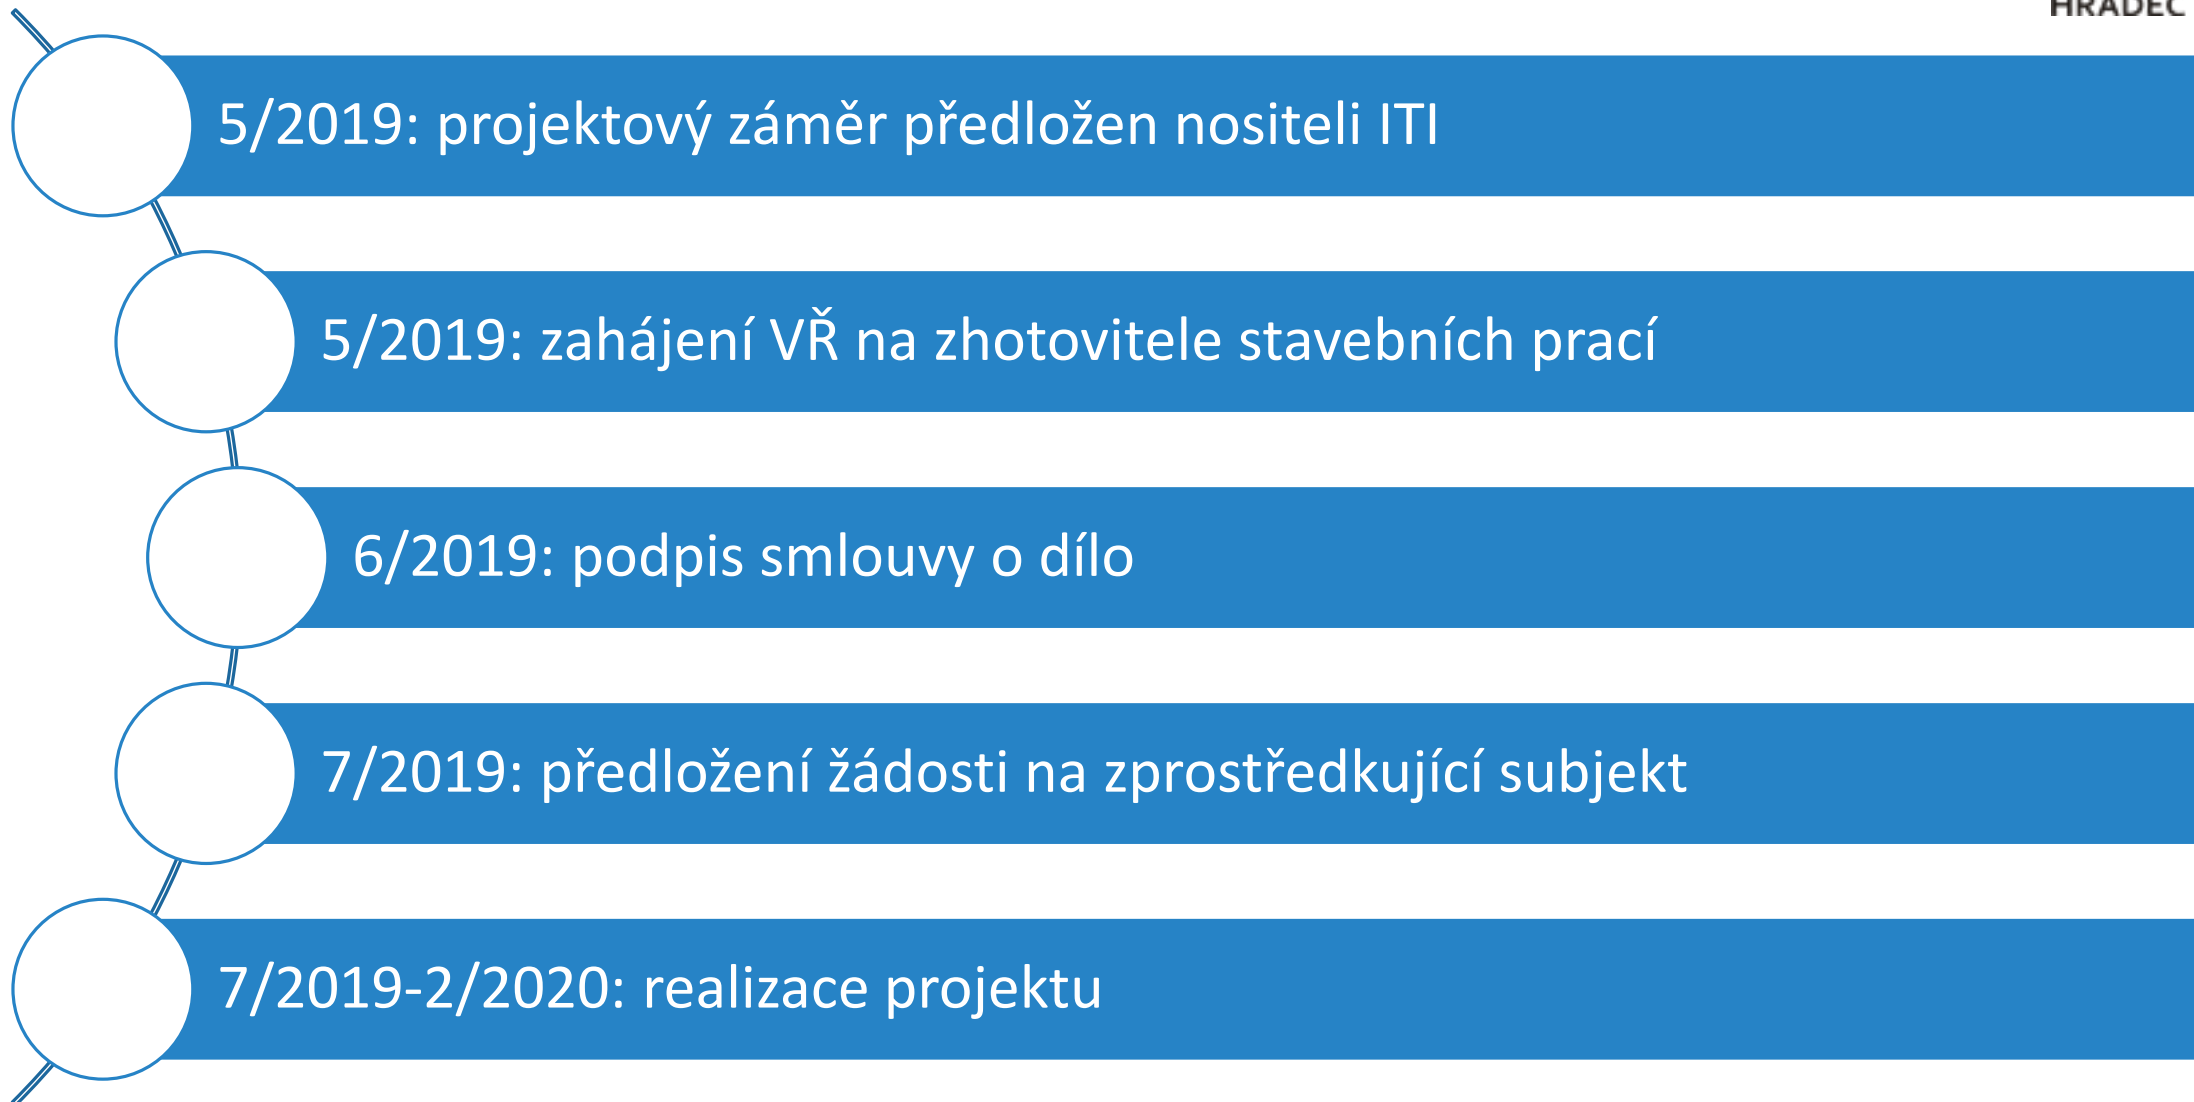 HRADEC
5/2019: projektový záměr předložen nositeli ITI
5/2019: zahájení VŘ na zhotovitele stavebních prací
6/2019: podpis smlouvy o dílo
7/2019: předložení žádosti na zprostředkující subjekt
7/2019-2/2020: realizace projektu